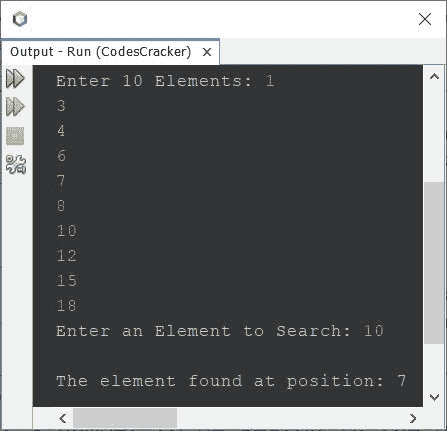 Output - Run (CodesCracker) ×
Enter 10 Elements: 1
3
4
6
7
8
10
12
15
18
Enter an Element to Search: 10
The element found at position: 7